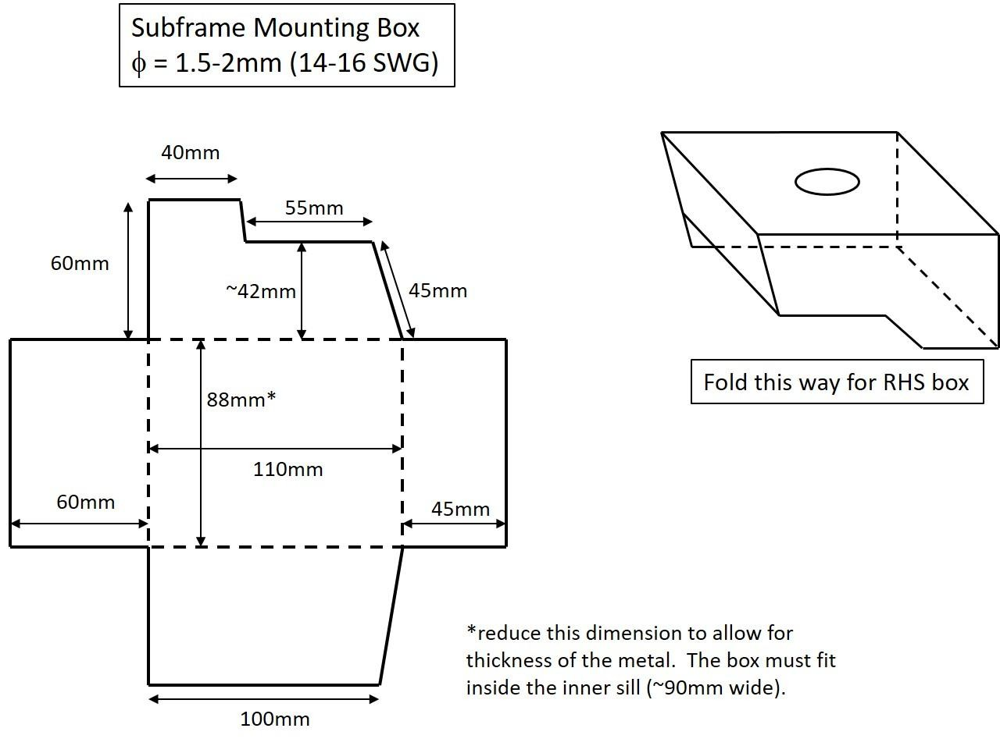 Subframe Mounting Box
ϕ = 1.5-2mm (14-16 SWG)
40mm
55mm
60mm
~42mm
45mm
88mm*
110mm
60mm
45mm
100mm
Fold this way for RHS box
*reduce this dimension to allow for
thickness of the metal.  The box must fit
inside the inner sill (~90mm wide).